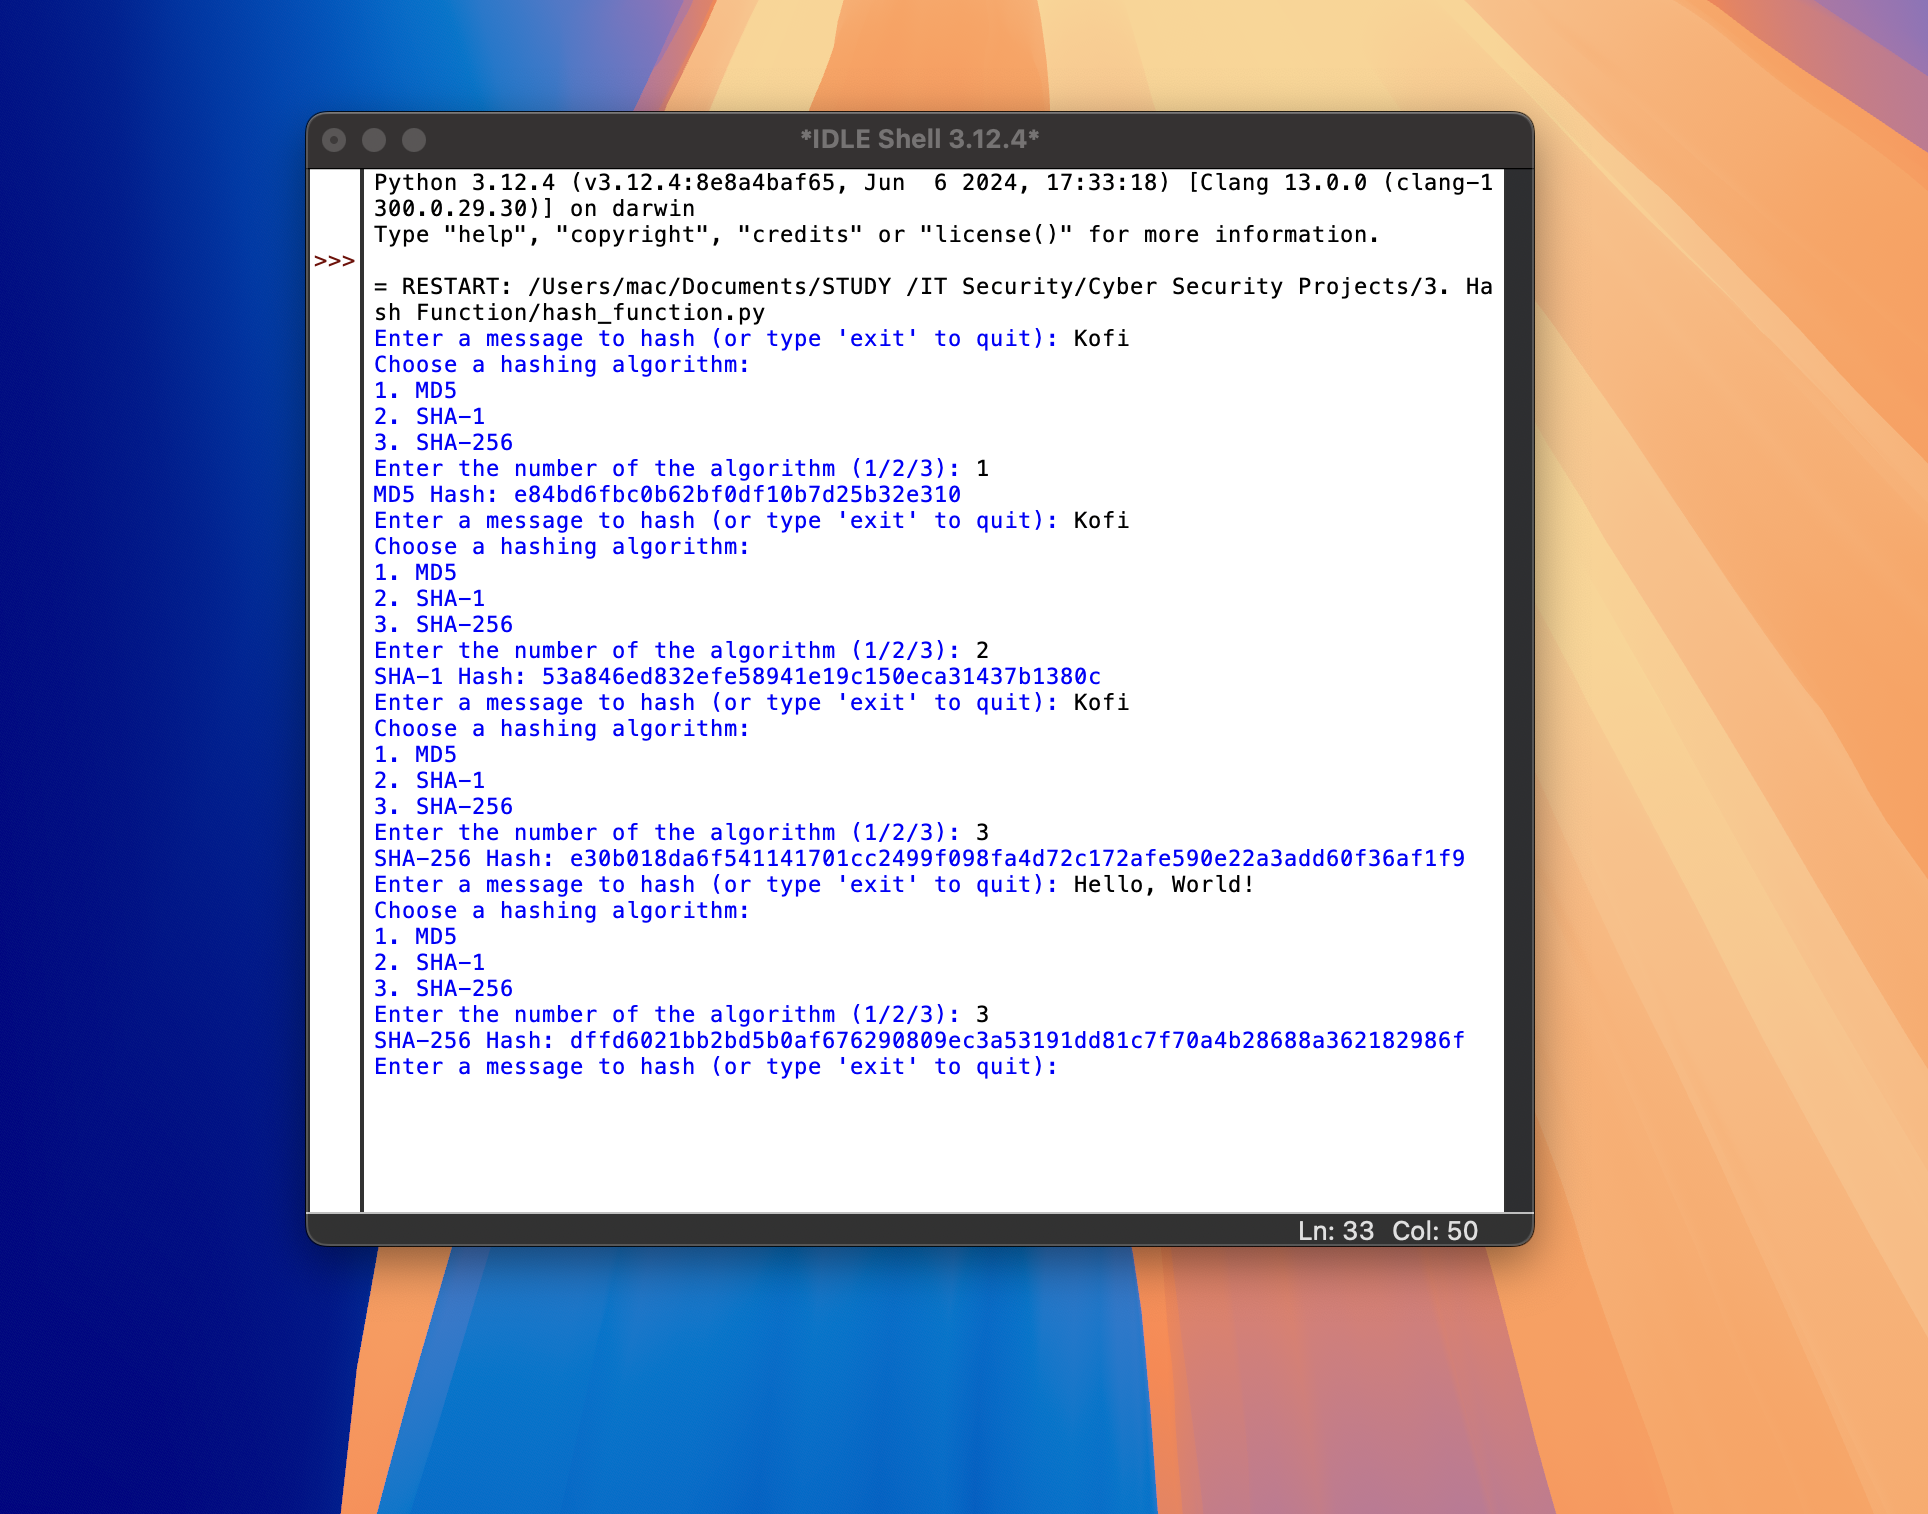 *IDLE Shell 3.12.4*
Python 3.12.4 (v3.12.4:8e8a4baf65, Jun  6 2024, 17:33:18) [Clang 13.0.0 (clang-1
300.0.29.30)] on darwin
Type "help", "copyright", "credits" or "license()" for more information.
>>>
= RESTART: /Users/mac/Documents/STUDY /IT Security/Cyber Security Projects/3. Ha
sh Function/hash_function.py
Enter a message to hash (or type 'exit' to quit): Kofi
Choose a hashing algorithm:
1. MD5
2. SHA-1
3. SHA-256
Enter the number of the algorithm (1/2/3): 1
MD5 Hash: e84bd6fbc0b62bf0df10b7d25b32e310
Enter a message to hash (or type 'exit' to quit): Kofi
Choose a hashing algorithm:
1. MD5
2. SHA-1
3. SHA-256
Enter the number of the algorithm (1/2/3): 2
SHA-1 Hash: 53a846ed832efe58941e19c150eca31437b1380c
Enter a message to hash (or type 'exit' to quit): Kofi
Choose a hashing algorithm:
1. MD5
2. SHA-1
3. SHA-256
Enter the number of the algorithm (1/2/3): 3
SHA-256 Hash: e30b018da6f541141701cc2499f098fa4d72c172afe590e22a3add60f36af1f9
Enter a message to hash (or type 'exit' to quit): Hello, World!
Choose a hashing algorithm:
1. MD5
2. SHA-1
3. SHA-256
Enter the number of the algorithm (1/2/3): 3
SHA-256 Hash: dffd6021bb2bd5b0af676290809ec3a53191dd81c7f70a4b28688a362182986f
Enter a message to hash (or type 'exit' to quit):
Ln: 33 Col: 50